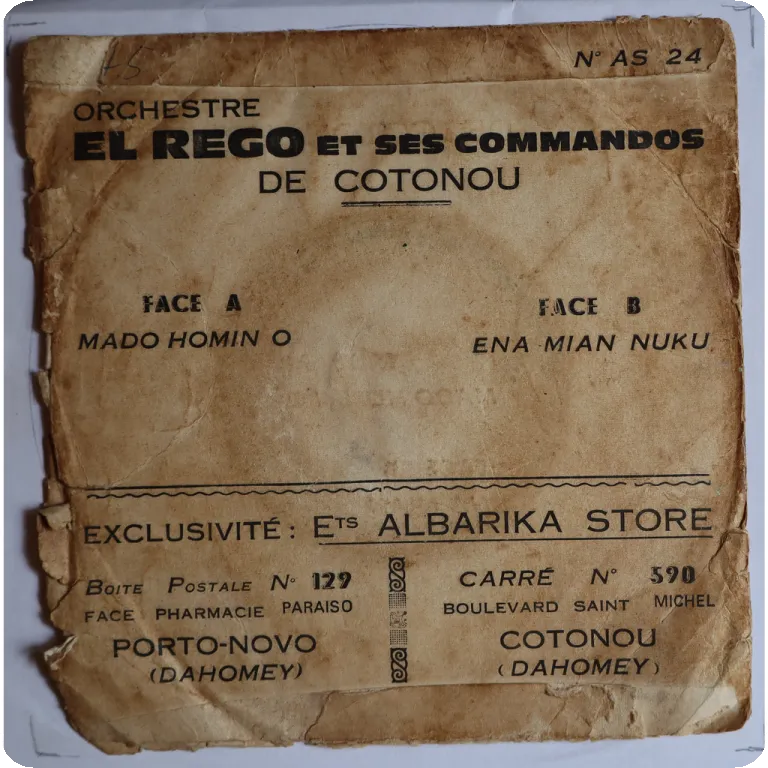 N° AS 24
ORCHESTRE
EL REGO ET SES COMMANDOS
DE COTONOU
FACE A
MADO HOMIN O
FACE B
ENA MIAN NUKU
EXCLUSIVITÉ : ETS ALBARIKA STORE
BOITE POSTALE N° 129
FACE PHARMACIE PARAISO
PORTO-NOVO
(DAHOMEY)
CARRÉ N° 590
BOULEVARD SAINT MICHEL
COTONOU
(DAHOMEY)